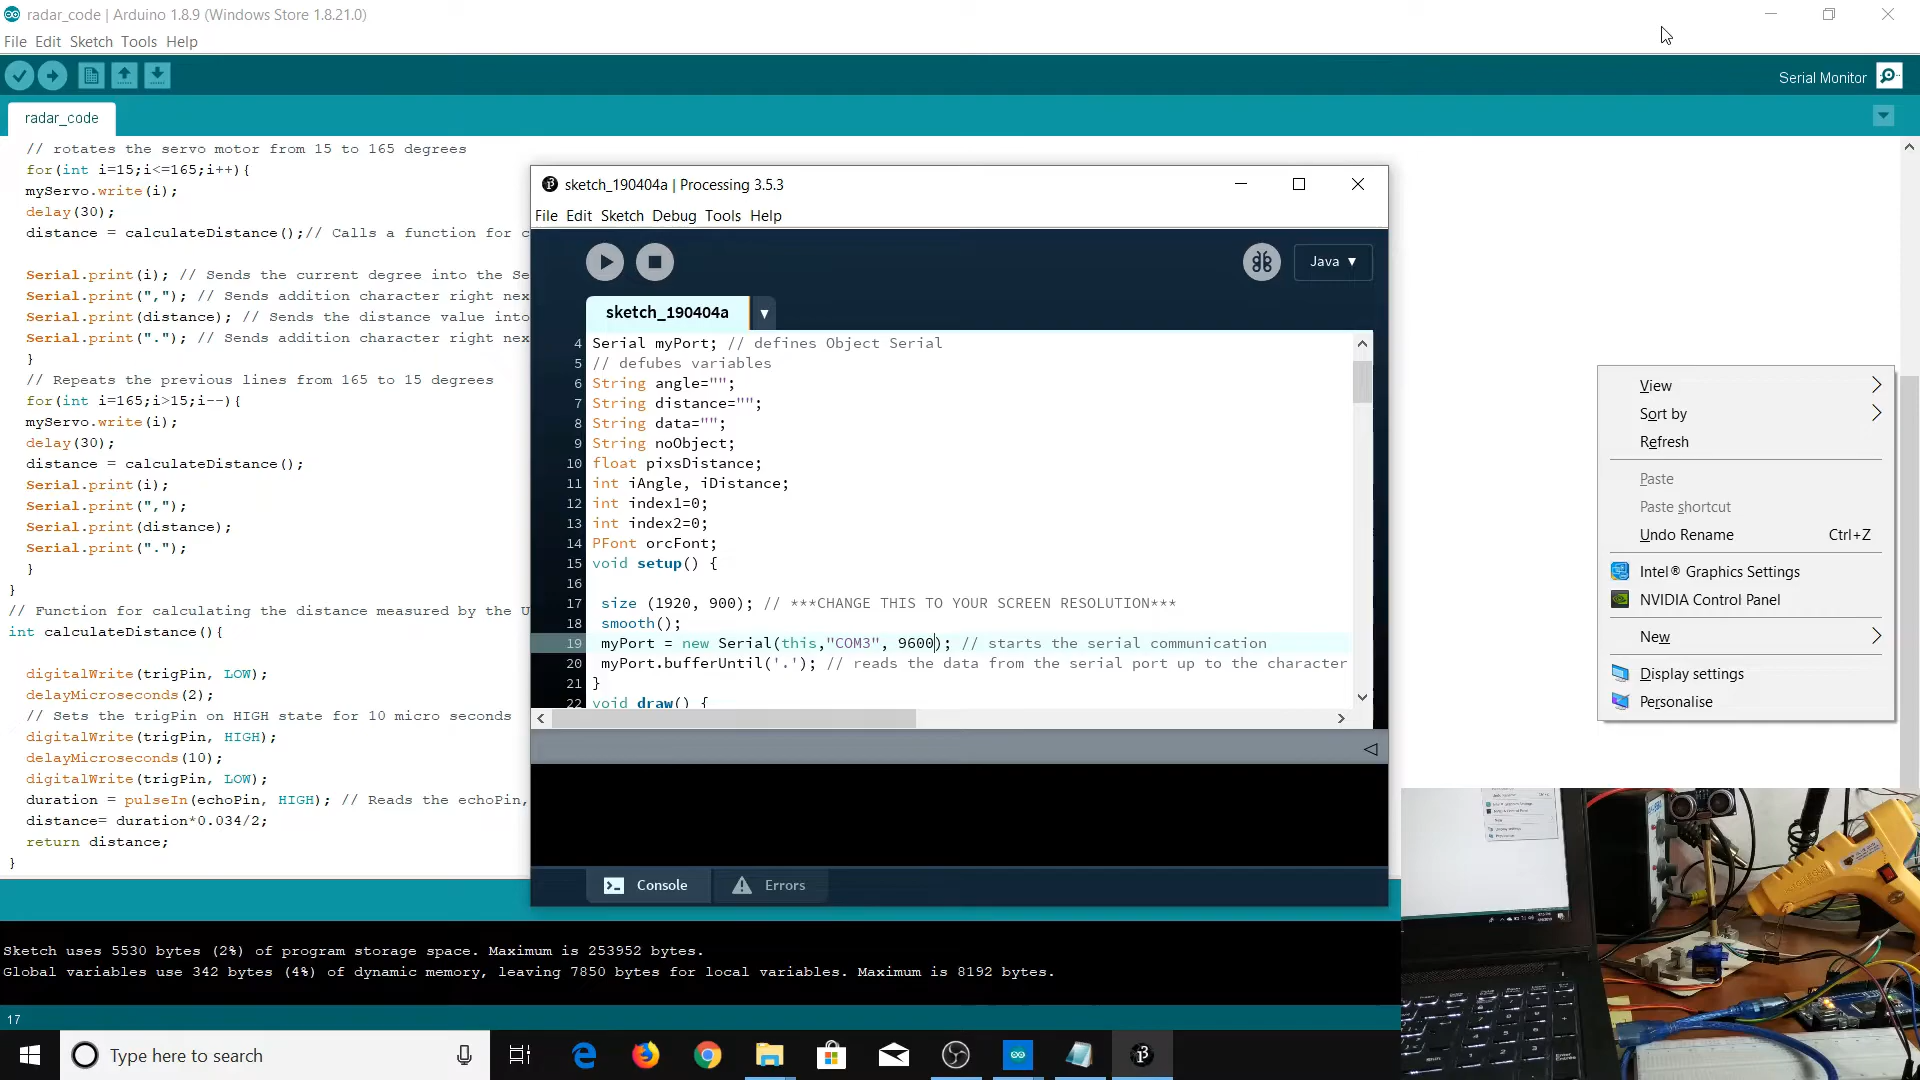 radar_code | Arduino 1.8.9 (Windows Store 1.8.21.0)
File Edit Sketch Tools Help
Serial Monitor
radar_code
// rotates the servo motor from 15 to 165 degrees
for(int i=15;i<=165;i++){
myServo.write(i);
delay(30);
distance = calculateDistance();// Calls a function for c
Serial.print(i); // Sends the current degree into the Se
Serial.print(","); // Sends addition character right nex
Serial.print(distance); // Sends the distance value into
Serial.print("."); // Sends addition character right nex
}
// Repeats the previous lines from 165 to 15 degrees
for(int i=165;i>15;i--){
myServo.write(i);
delay(30);
distance = calculateDistance();
Serial.print(i);
Serial.print(",");
Serial.print(distance);
Serial.print(".");
}
}
// Function for calculating the distance measured by the U
int calculateDistance(){
digitalWrite(trigPin, LOW);
delayMicroseconds(2);
// Sets the trigPin on HIGH state for 10 micro seconds
digitalWrite(trigPin, HIGH);
delayMicroseconds(10);
digitalWrite(trigPin, LOW);
duration = pulseIn(echoPin, HIGH); // Reads the echoPin,
distance= duration*0.034/2;
return distance;
}
sketch_190404a | Processing 3.5.3
File Edit Sketch Debug Tools Help
Java ▼
sketch_190404a ▼
4 Serial myPort; // defines Object Serial
5 // defubes variables
6 String angle="";
7 String distance="";
8 String data="";
9 String noObject;
10 float pixsDistance;
11 int iAngle, iDistance;
12 int index1=0;
13 int index2=0;
14 PFont orcFont;
15 void setup() {
16
17 size (1920, 900); // ***CHANGE THIS TO YOUR SCREEN RESOLUTION***
18 smooth();
19 myPort = new Serial(this,"COM3", 9600); // starts the serial communication
20 myPort.bufferUntil('.'); // reads the data from the serial port up to the character
21 }
22 void draw() {
Console
Errors
View
Sort by
Refresh
Paste
Paste shortcut
Undo Rename Ctrl+Z
Intel® Graphics Settings
NVIDIA Control Panel
New
Display settings
Personalise
Sketch uses 5530 bytes (2%) of program storage space. Maximum is 253952 bytes.
Global variables use 342 bytes (4%) of dynamic memory, leaving 7850 bytes for local variables. Maximum is 8192 bytes.
17
Type here to search